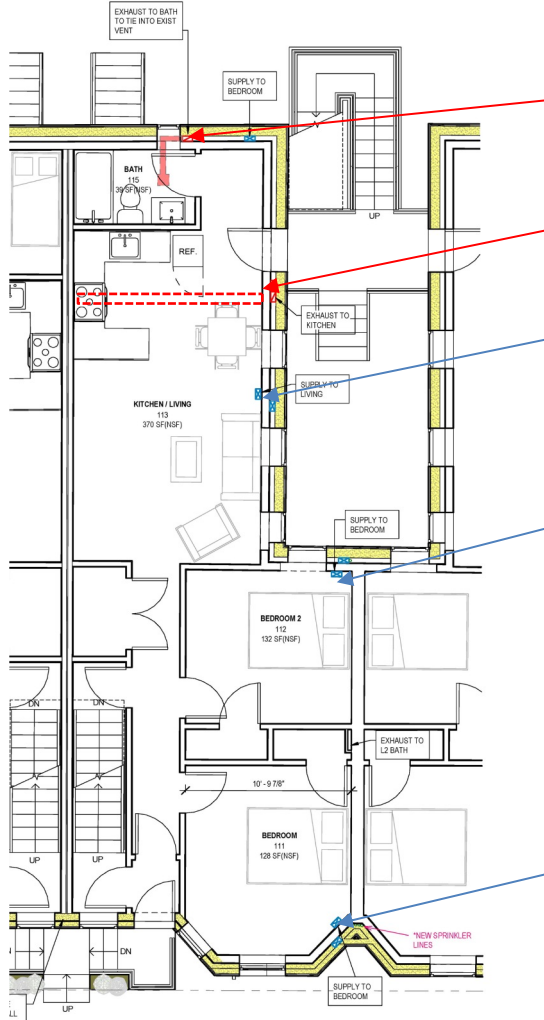 EXHAUST TO BATH
TO TIE INTO EXIST
VENT
SUPPLY TO
BEDROOM
BATH
115
39 SF(NSF)
UP
REF.
EXHAUST TO
KITCHEN
SUPPLY TO
LIVING
KITCHEN / LIVING
113
370 SF(NSF)
SUPPLY TO
BEDROOM
BEDROOM 2
112
132 SF(NSF)
DN
DN
EXHAUST TO
L2 BATH
10' - 9 7/8"
BEDROOM
111
128 SF(NSF)
UP
UP
*NEW SPRINKLER
LINES
N
DN
SUPPLY TO
BEDROOM
E
ALL
UP